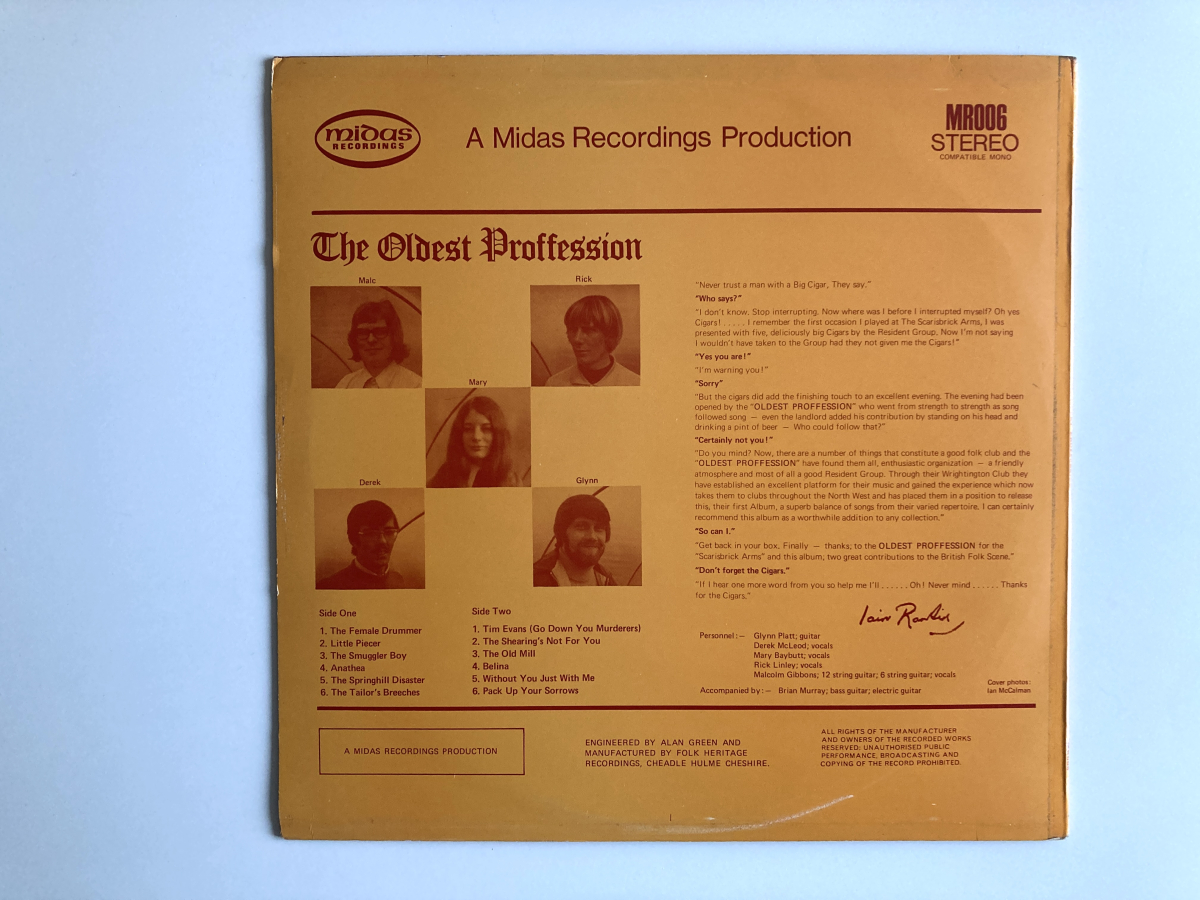 midas
RECORDINGS
A Midas Recordings Production
MR006
STEREO
COMPATIBLE MONO
The Oldest Proffession
Malc
Rick
Mary
Derek
Glynn
Side One
1. The Female Drummer
2. Little Piecer
3. The Smuggler Boy
4. Anathea
5. The Springhill Disaster
6. The Tailor's Breeches
Side Two
1. Tim Evans (Go Down You Murderers)
2. The Shearing's Not For You
3. The Old Mill
4. Belina
5. Without You Just With Me
6. Pack Up Your Sorrows
"Never trust a man with a Big Cigar, They say."
"Who says?"
"I don't know. Stop interrupting. Now where was I before I interrupted myself? Oh yes
Cigars! . . . . . I remember the first occasion I played at The Scarisbrick Arms, I was
presented with five, deliciously big Cigars by the Resident Group. Now I'm not saying
I wouldn't have taken to the Group had they not given me the Cigars!"
"Yes you are!"
"I'm warning you!"
"Sorry"
"But the cigars did add the finishing touch to an excellent evening. The evening had been
opened by the "OLDEST PROFFESSION" who went from strength to strength as song
followed song — even the landlord added his contribution by standing on his head and
drinking a pint of beer — Who could follow that?"
"Certainly not you!"
"Do you mind? Now, there are a number of things that constitute a good folk club and the
"OLDEST PROFFESSION" have found them all, enthusiastic organization — a friendly
atmosphere and most of all a good Resident Group. Through their Wrightington Club they
have established an excellent platform for their music and gained the experience which now
takes them to clubs throughout the North West and has placed them in a position to release
this, their first Album, a superb balance of songs from their varied repertoire. I can certainly
recommend this album as a worthwhile addition to any collection."
"So can I."
"Get back in your box. Finally — thanks; to the OLDEST PROFFESSION for the
"Scarisbrick Arms" and this album; two great contributions to the British Folk Scene."
"Don't forget the Cigars."
"If I hear one more word from you so help me I'll . . . . . . Oh! Never mind . . . . . . Thanks
for the Cigars."
Iain Rankin
Personnel:— Glynn Platt; guitar
Derek McLeod; vocals
Mary Baybutt; vocals
Rick Linley; vocals
Malcolm Gibbons; 12 string guitar; 6 string guitar; vocals
Accompanied by:— Brian Murray; bass guitar; electric guitar
Cover photos:
Ian McCalman
A MIDAS RECORDINGS PRODUCTION
ENGINEERED BY ALAN GREEN AND
MANUFACTURED BY FOLK HERITAGE
RECORDINGS, CHEADLE HULME CHESHIRE.
ALL RIGHTS OF THE MANUFACTURER
AND OWNERS OF THE RECORDED WORKS
RESERVED: UNAUTHORISED PUBLIC
PERFORMANCE, BROADCASTING AND
COPYING OF THE RECORD PROHIBITED.